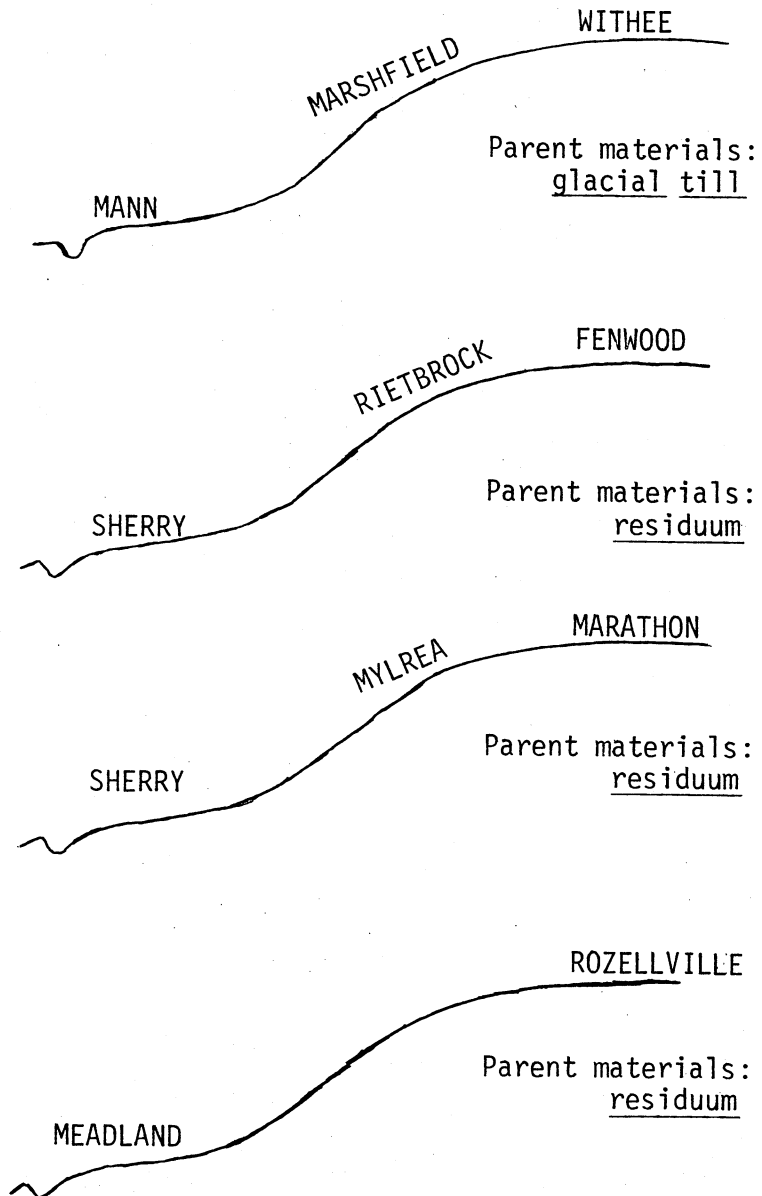 WITHEE
MARSHFIELD
Parent materials:
glacial till
MANN
FENWOOD
RIETBROCK
Parent materials:
residuum
SHERRY
MARATHON
MYLREA
Parent materials:
residuum
SHERRY
ROZELLVILLE
Parent materials:
residuum
MEADLAND